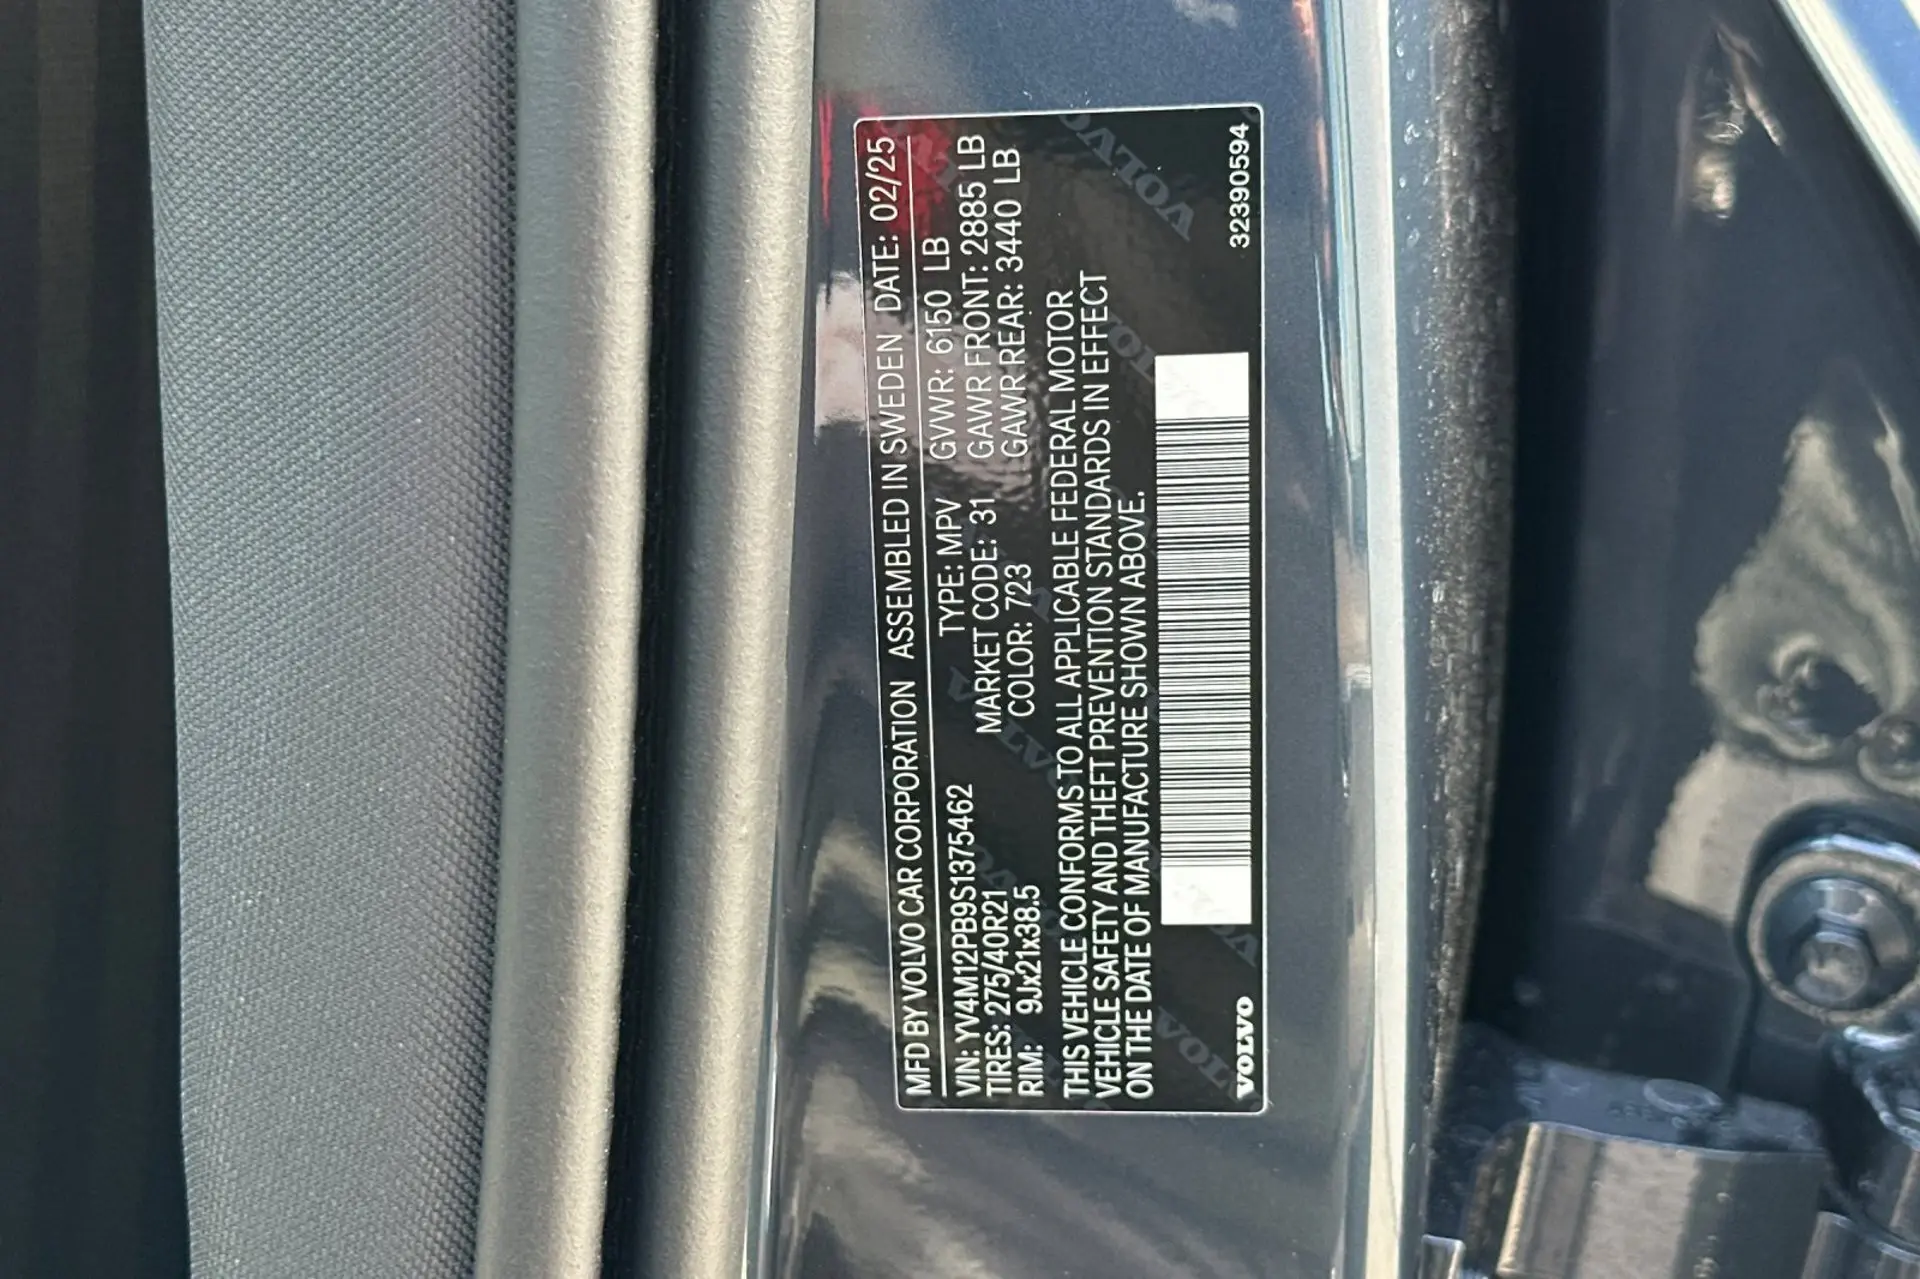 MFD BY VOLVO CAR CORPORATION ASSEMBLED IN SWEDEN DATE: 02/25
VIN: YV4M12PB9S1375462 TYPE: MPV GVWR: 6150 LB
TIRES: 275/40R21 MARKET CODE: 31 GAWR FRONT: 2885 LB
RIM: 9Jx21x38.5 COLOR: 723 GAWR REAR: 3440 LB
THIS VEHICLE CONFORMS TO ALL APPLICABLE FEDERAL MOTOR
VEHICLE SAFETY AND THEFT PREVENTION STANDARDS IN EFFECT
ON THE DATE OF MANUFACTURE SHOWN ABOVE.
VOLVO 32390594